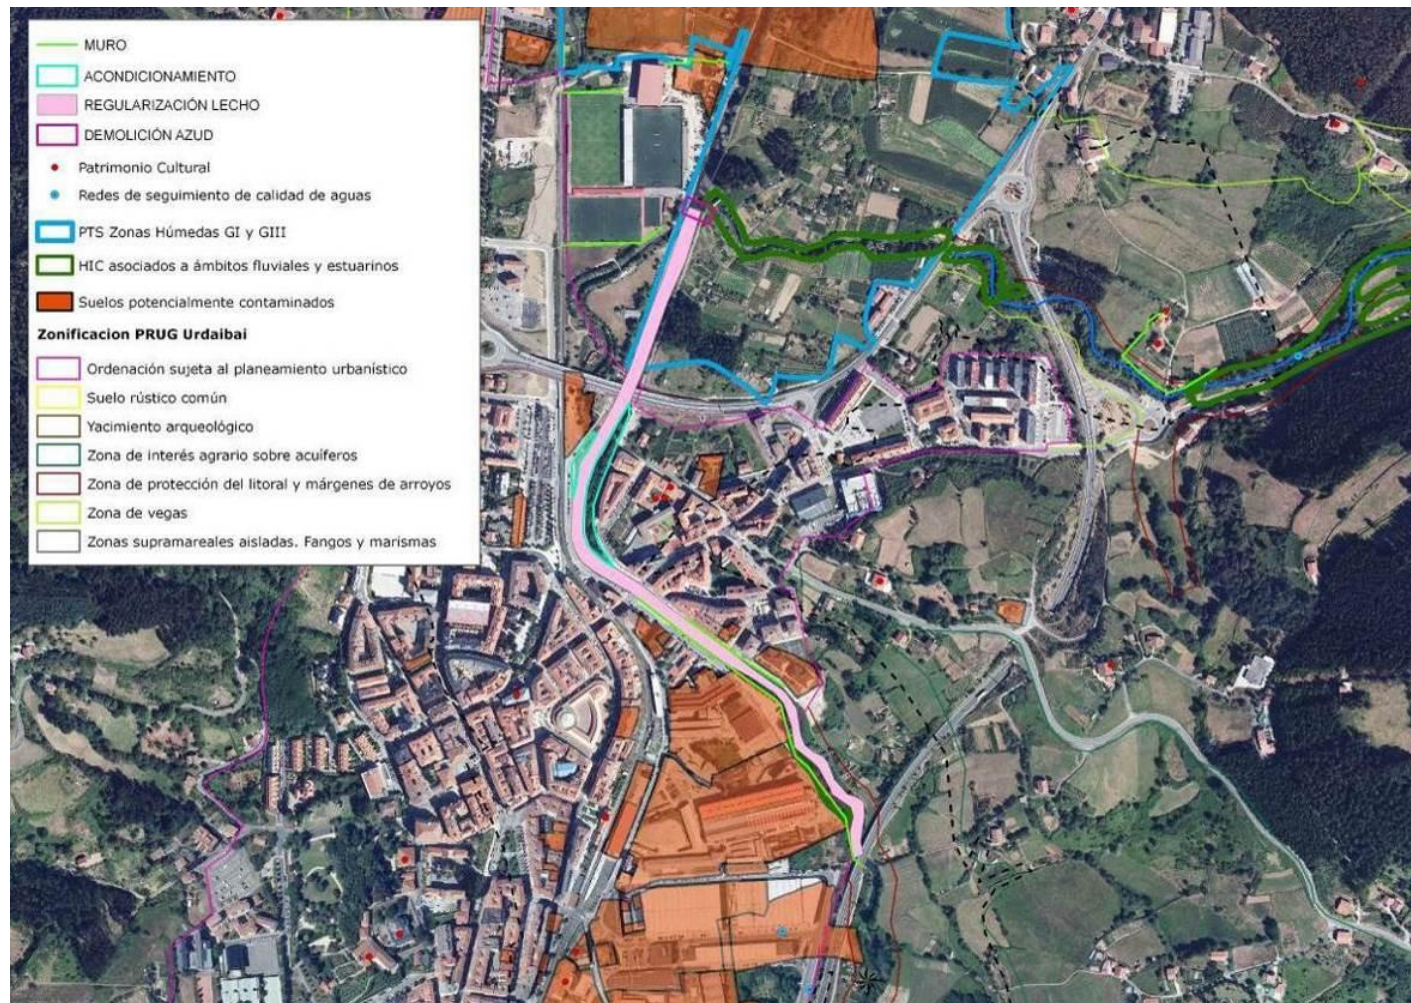 MURO
ACONDICIONAMIENTO
REGULARIZACIÓN LECHO
DEMOLICIÓN AZUD
Patrimonio Cultural
Redes de seguimiento de calidad de aguas
PTS Zonas Húmedas GI y GIII
HIC asociados a ámbitos fluviales y estuarinos
Suelos potencialmente contaminados
Zonificacion PRUG Urdaibai
Ordenación sujeta al planeamiento urbanístico
Suelo rústico común
Yacimiento arqueológico
Zona de interés agrario sobre acuíferos
Zona de protección del litoral y márgenes de arroyos
Zona de vegas
Zonas supramareales aisladas. Fangos y marismas